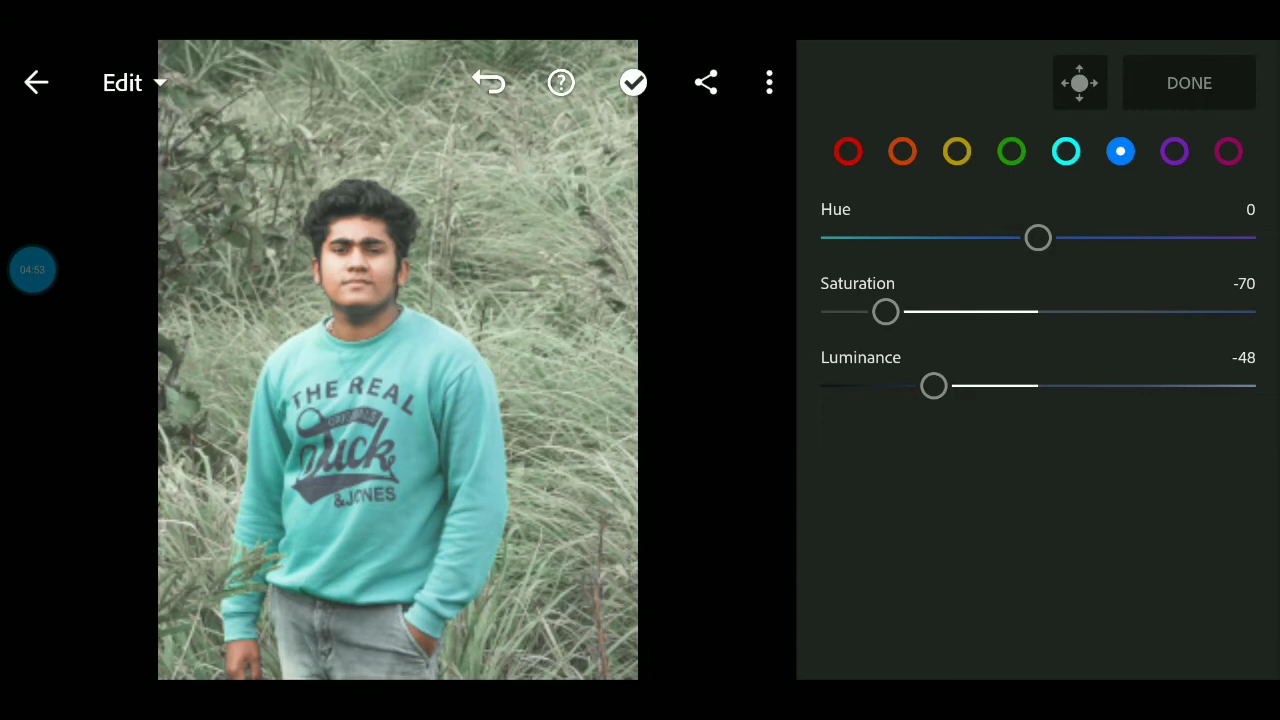 Edit
DONE
04:53
Hue 0
Saturation -70
Luminance -48
THE REAL
Duck
&JONES